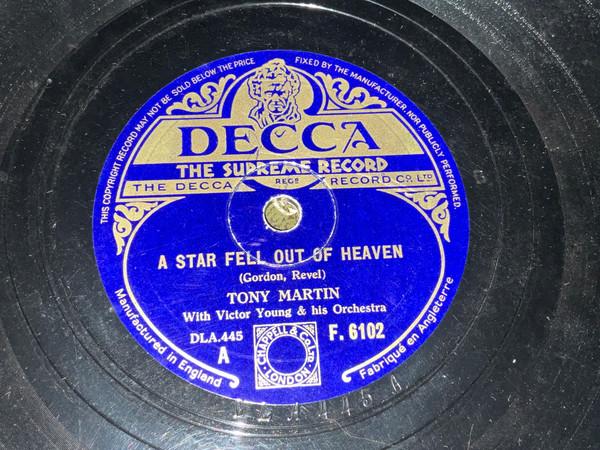 THIS COPYRIGHT RECORD MAY NOT BE SOLD BELOW THE PRICE FIXED BY THE MANUFACTURER, NOR PUBLICLY PERFORMED.
DECCA
THE SUPREME RECORD
THE DECCA REGD RECORD CO. LTD
A STAR FELL OUT OF HEAVEN
(Gordon, Revel)
TONY MARTIN
With Victor Young & his Orchestra
DLA.445
A
F. 6102
CHAPPELL & CO LTD
LONDON
Manufactured in England
Fabriqué en Angleterre